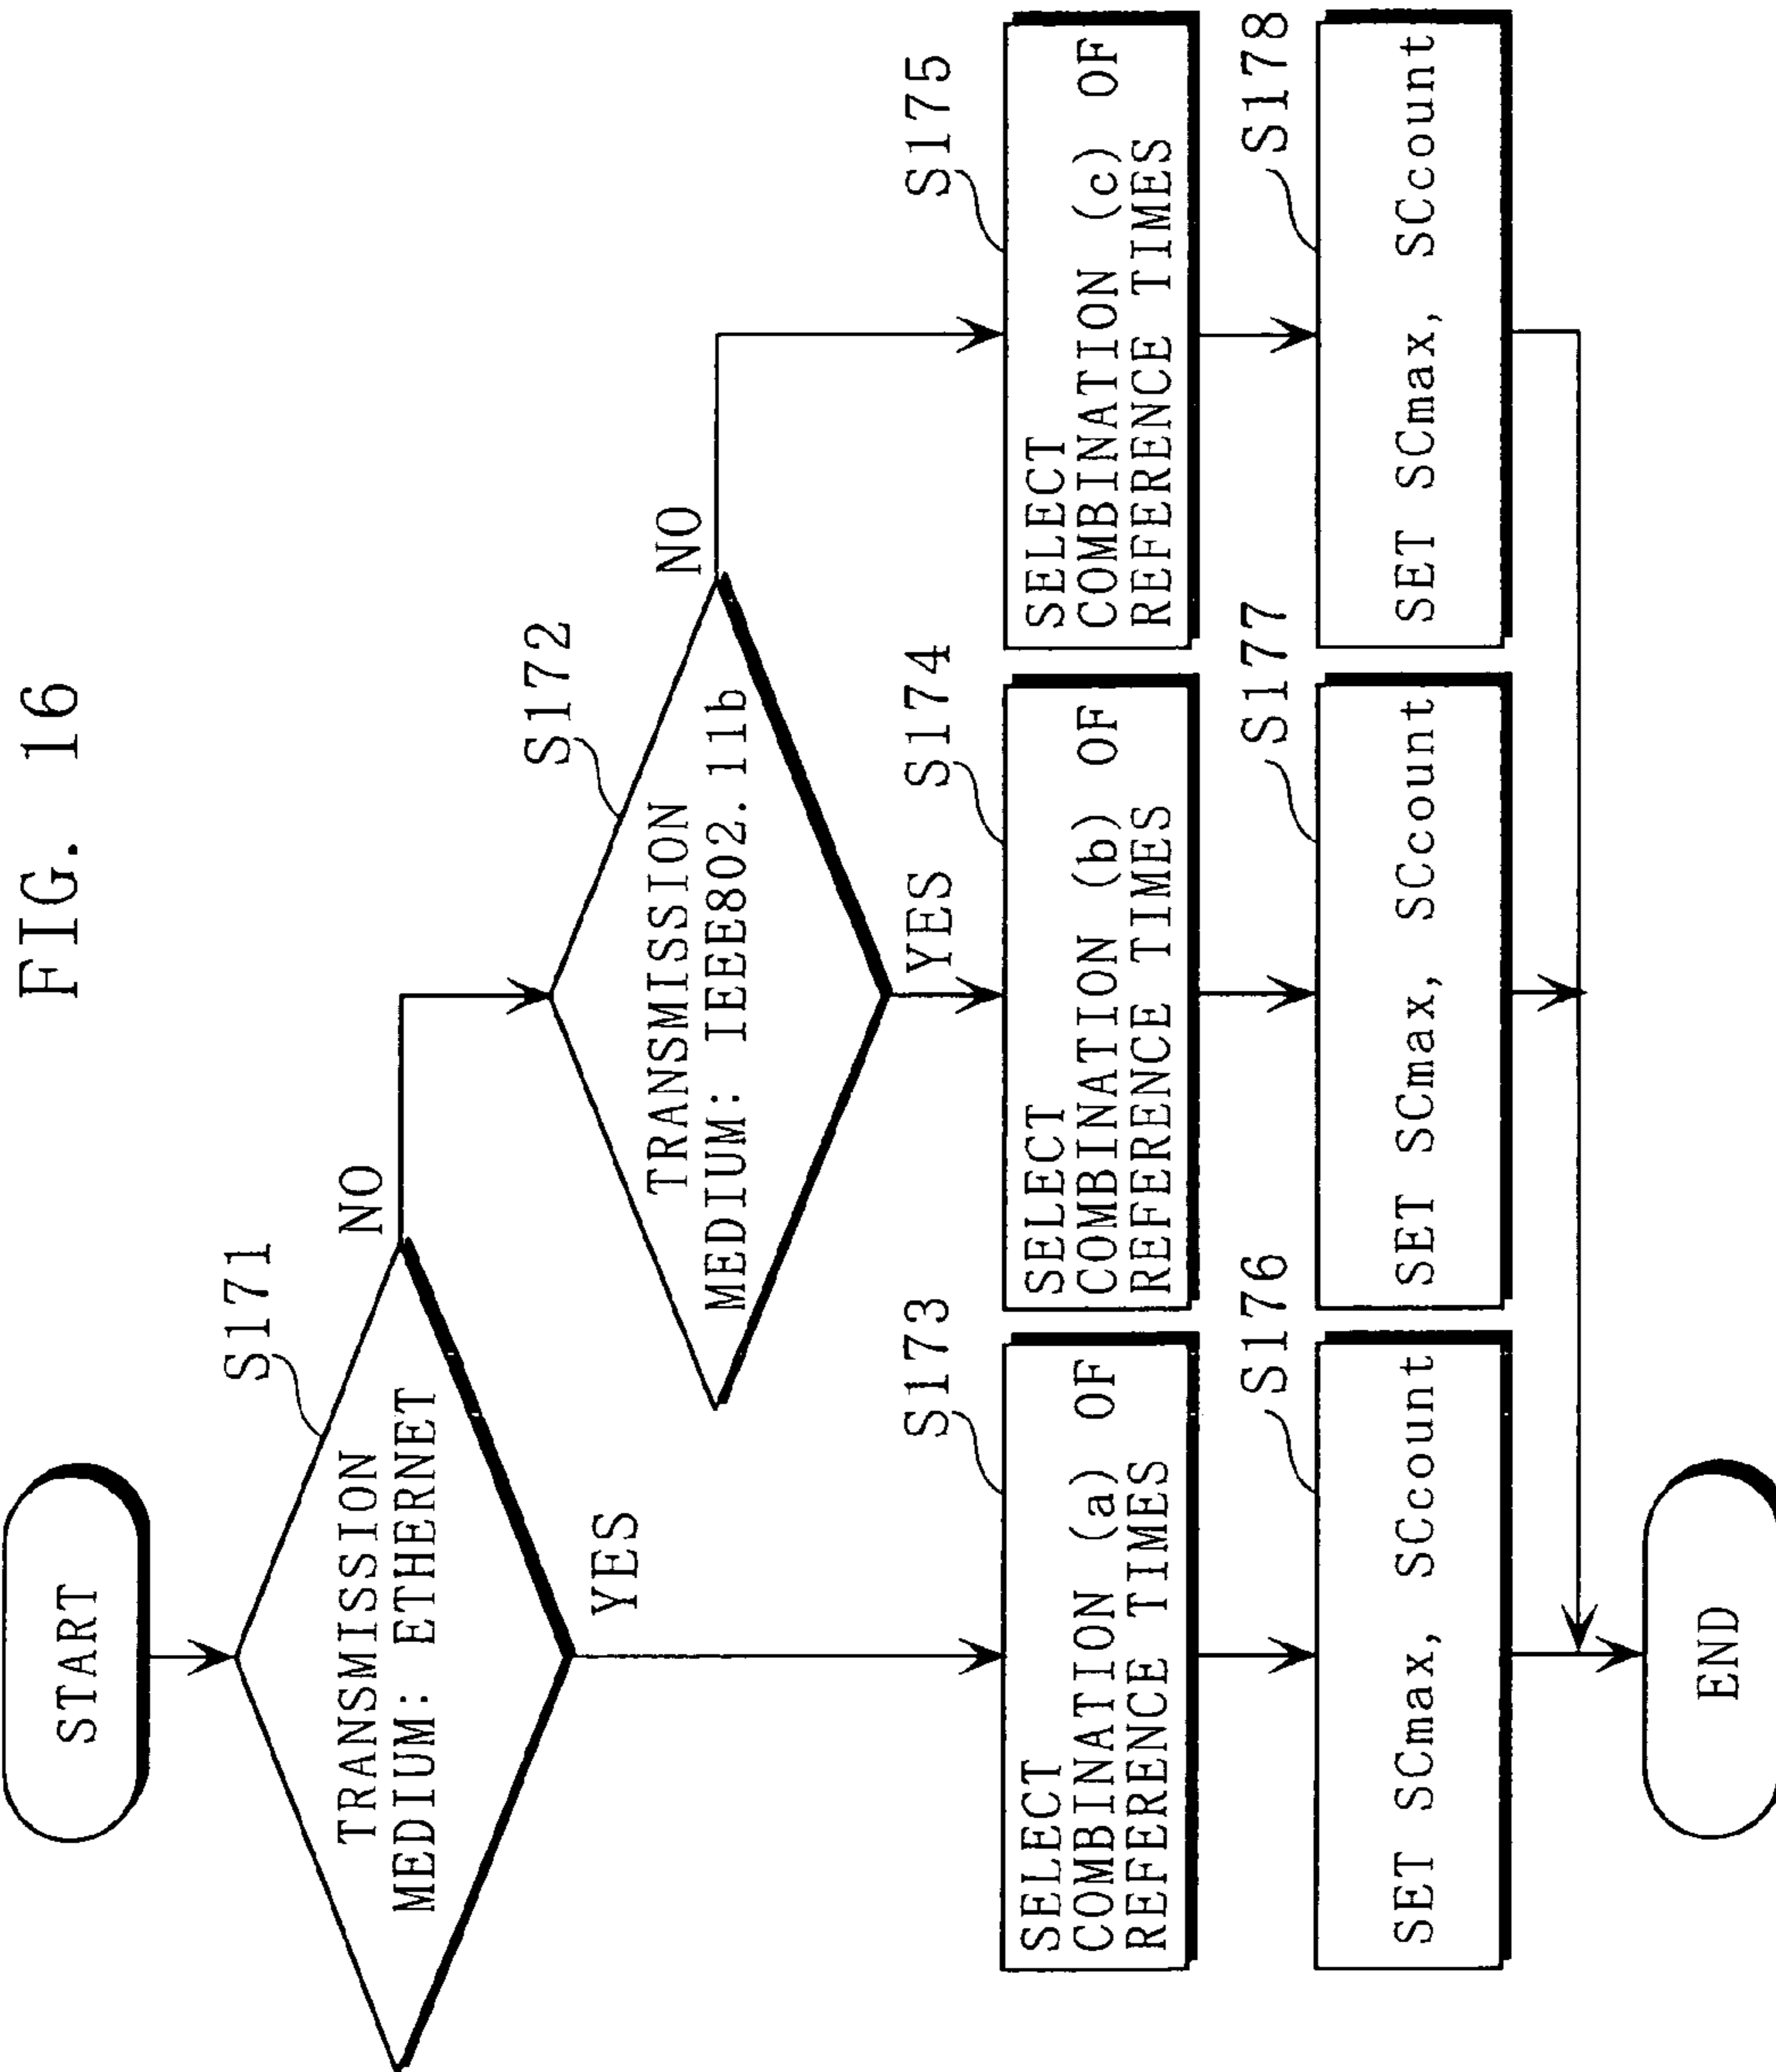 FIG. 16
START
S171
TRANSMISSION
MEDIUM: ETHERNET
NO
YES
S172
TRANSMISSION
MEDIUM: IEEE802.11b
NO
YES
S173
SELECT
COMBINATION (a) OF
REFERENCE TIMES
S174
SELECT
COMBINATION (b) OF
REFERENCE TIMES
S175
SELECT
COMBINATION (c) OF
REFERENCE TIMES
S176
SET SCmax, SCcount
S177
SET SCmax, SCcount
S178
SET SCmax, SCcount
END